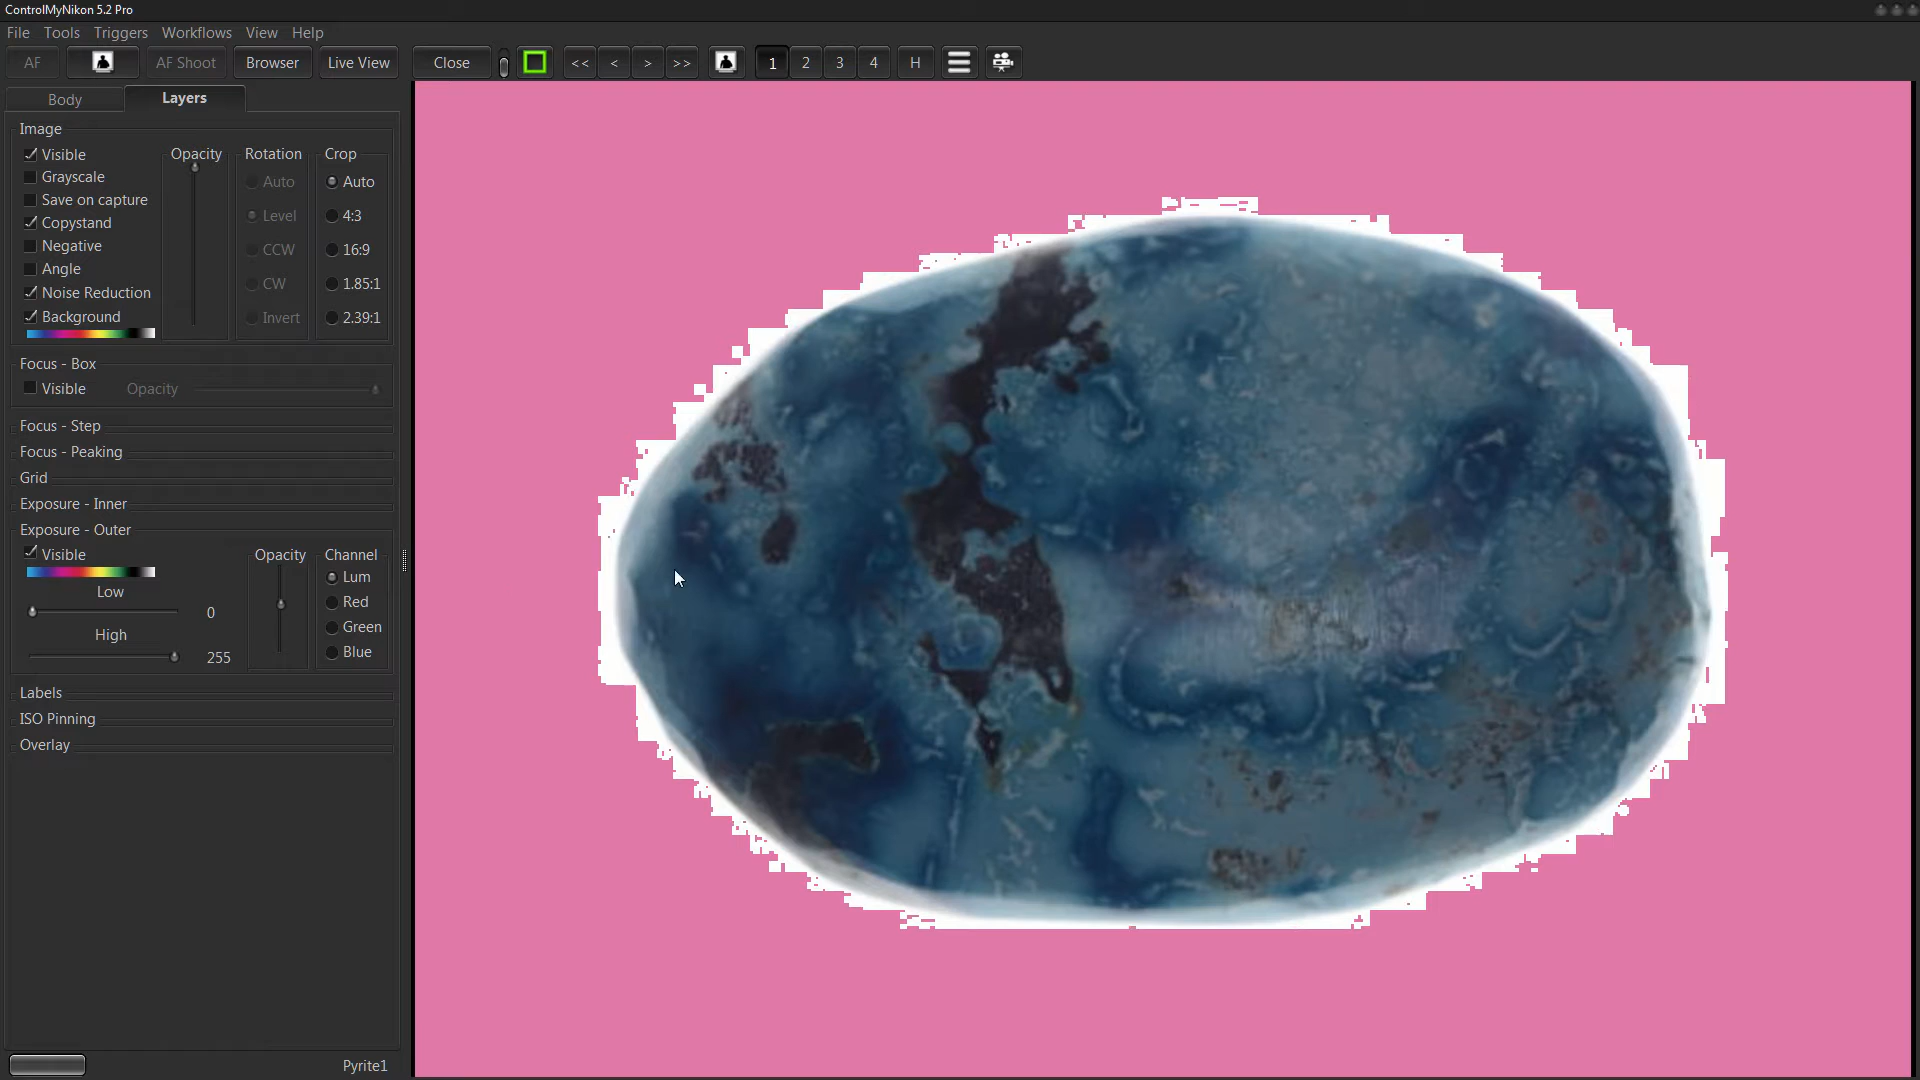 ControlMyNikon 5.2 Pro
File Tools Triggers Workflows View Help
AF AF Shoot Browser Live View Close << < > >> 1 2 3 4 H
Body Layers
Image
Visible
Grayscale
Save on capture
Copystand
Negative
Angle
Noise Reduction
Background
Opacity
Rotation
Auto
Level
CCW
CW
Invert
Crop
Auto
4:3
16:9
1.85:1
2.39:1
Focus - Box
Visible Opacity
Focus - Step
Focus - Peaking
Grid
Exposure - Inner
Exposure - Outer
Visible
Low
0
High
255
Opacity
Channel
Lum
Red
Green
Blue
Labels
ISO Pinning
Overlay
Pyrite1